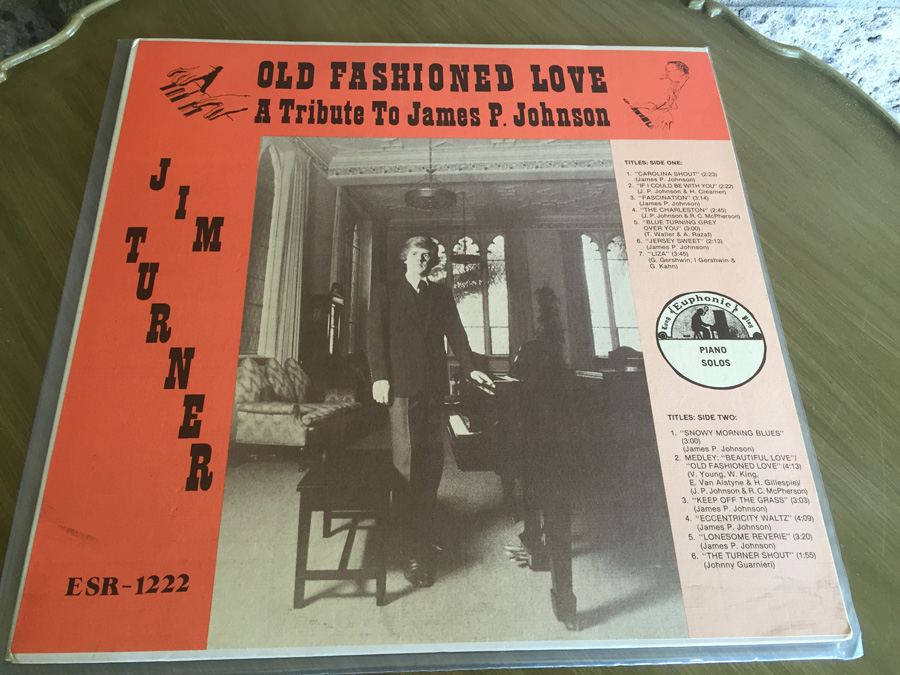 OLD FASHIONED LOVE
A Tribute To James P. Johnson
JIM
TURNER
TITLES: SIDE ONE:
1. "CAROLINA SHOUT" (2:23)
(James P. Johnson)
2. "IF I COULD BE WITH YOU" (2:22)
(J. P. Johnson & H. Creamer)
3. "FASCINATION" (3:14)
(James P. Johnson)
4. "THE CHARLESTON" (2:45)
(J. P. Johnson & R. C. McPherson)
5. "BLUE TURNING GREY
OVER YOU" (3:00)
(T. Waller & A. Razaf)
6. "JERSEY SWEET" (2:13)
(James P. Johnson)
7. "LIZA" (3:45)
(G. Gershwin, I Gershwin &
G. Kahn)
Euphonic
Long Play
PIANO
SOLOS
TITLES: SIDE TWO:
1. "SNOWY MORNING BLUES"
(3:00)
(James P. Johnson)
2. MEDLEY: "BEAUTIFUL LOVE"/
"OLD FASHIONED LOVE" (4:13)
(V. Young, W. King,
E. Van Alstyne & H. Gillespie)/
(J. P. Johnson & R. C. McPherson)
3. "KEEP OFF THE GRASS" (3:03)
(James P. Johnson)
4. "ECCENTRICITY WALTZ" (4:09)
(James P. Johnson)
5. "LONESOME REVERIE" (3:20)
(James P. Johnson)
6. "THE TURNER SHOUT" (1:55)
(Johnny Guarnieri)
ESR-1222